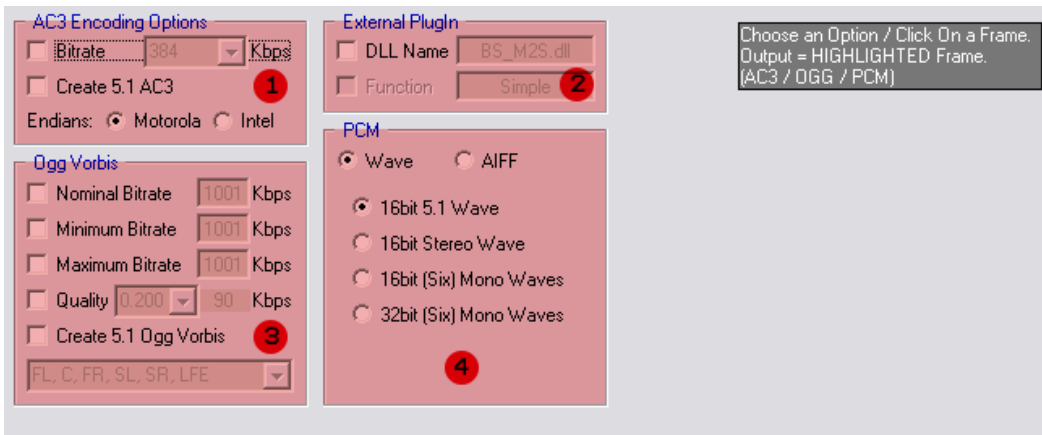 AC3 Encoding Options
Bitrate 384 Kbps
Create 5.1 AC3
1
Endians: Motorola Intel
Ogg Vorbis
Nominal Bitrate 1001 Kbps
Minimum Bitrate 1001 Kbps
Maximum Bitrate 1001 Kbps
Quality 0.200 90 Kbps
Create 5.1 Ogg Vorbis
3
FL, C, FR, SL, SR, LFE
External PlugIn
DLL Name BS_M2S.dll
Function Simple
2
PCM
Wave AIFF
16bit 5.1 Wave
16bit Stereo Wave
16bit (Six) Mono Waves
32bit (Six) Mono Waves
4
Choose an Option / Click On a Frame.
Output = HIGHLIGHTED Frame.
(AC3 / OGG / PCM)